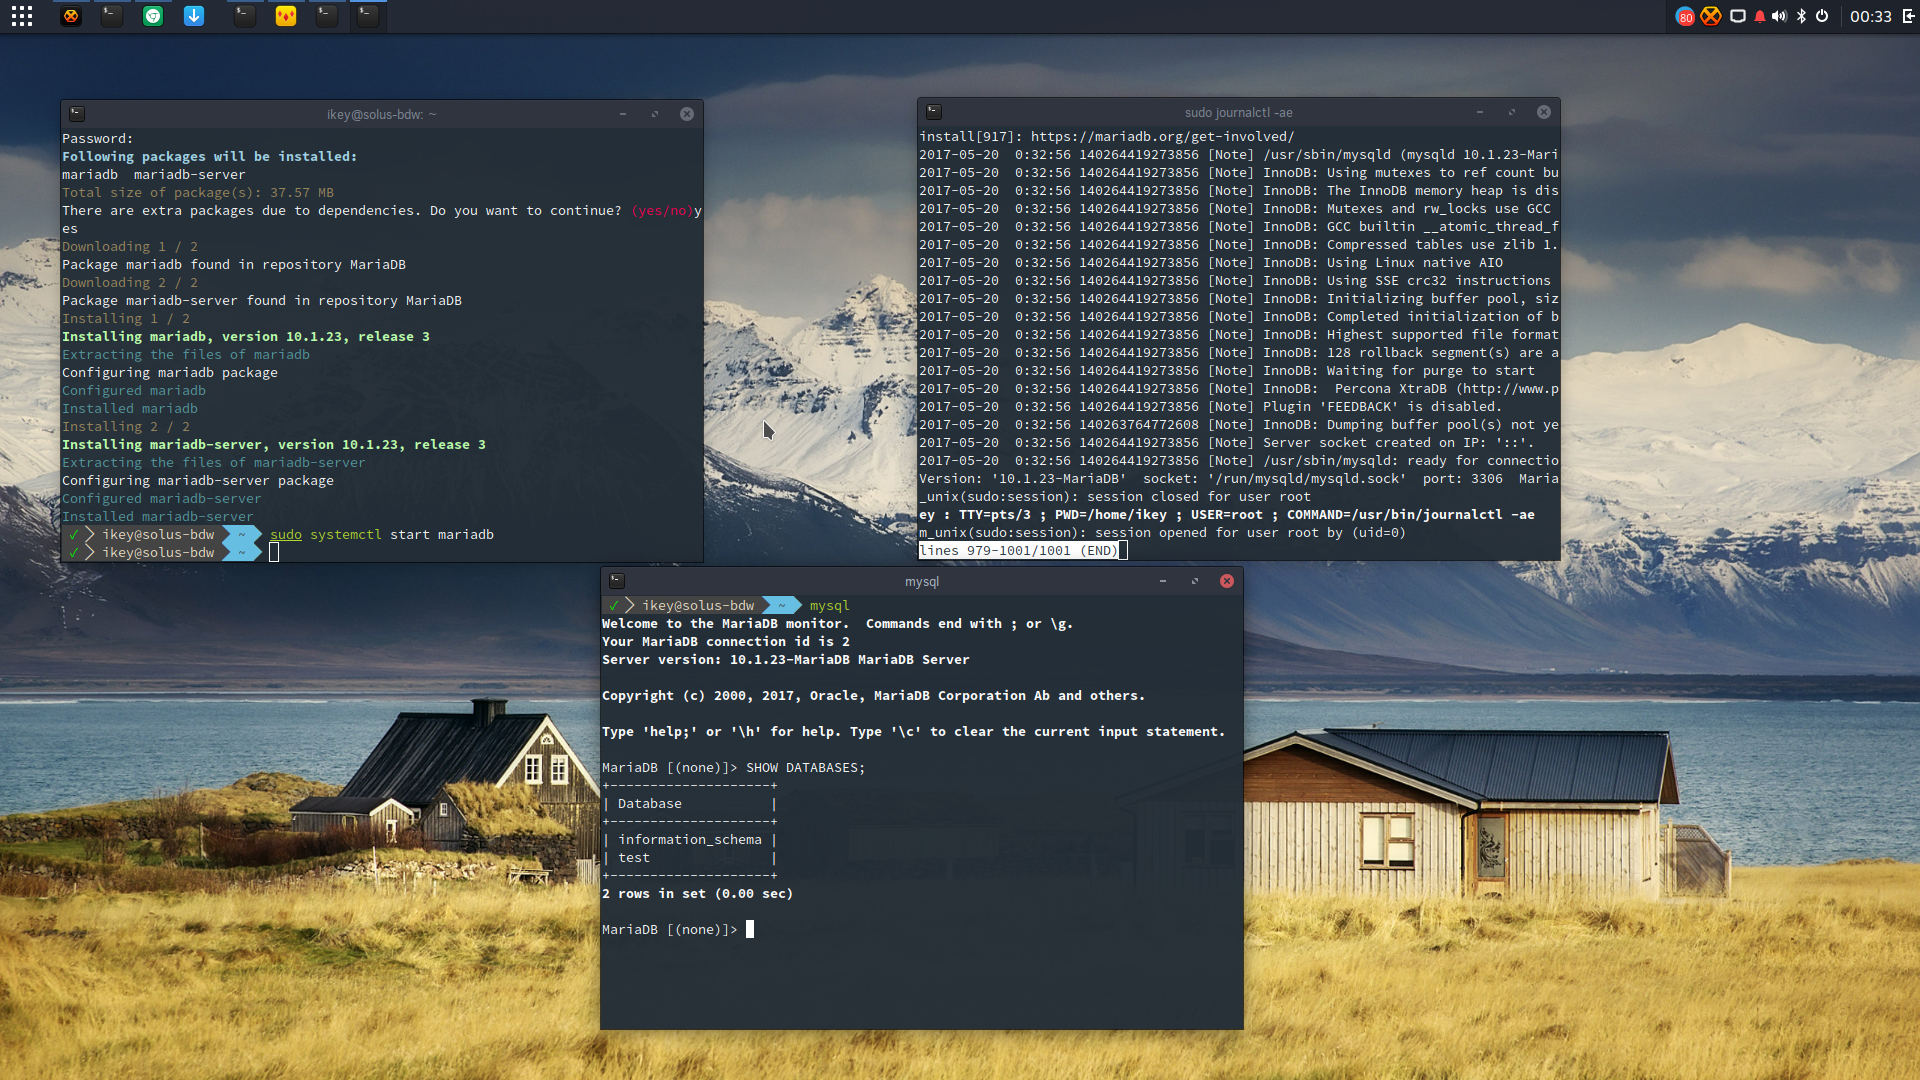 80
00:33
ikey@solus-bdw: ~
Password:
Following packages will be installed:
mariadb  mariadb-server
Total size of package(s): 37.57 MB
There are extra packages due to dependencies. Do you want to continue? (yes/no)y
es
Downloading 1 / 2
Package mariadb found in repository MariaDB
Downloading 2 / 2
Package mariadb-server found in repository MariaDB
Installing 1 / 2
Installing mariadb, version 10.1.23, release 3
Extracting the files of mariadb
Configuring mariadb package
Configured mariadb
Installed mariadb
Installing 2 / 2
Installing mariadb-server, version 10.1.23, release 3
Extracting the files of mariadb-server
Configuring mariadb-server package
Configured mariadb-server
Installed mariadb-server
✓ ikey@solus-bdw ~ sudo systemctl start mariadb
✓ ikey@solus-bdw ~
sudo journalctl -ae
install[917]: https://mariadb.org/get-involved/
2017-05-20  0:32:56 140264419273856 [Note] /usr/sbin/mysqld (mysqld 10.1.23-Mari
2017-05-20  0:32:56 140264419273856 [Note] InnoDB: Using mutexes to ref count bu
2017-05-20  0:32:56 140264419273856 [Note] InnoDB: The InnoDB memory heap is dis
2017-05-20  0:32:56 140264419273856 [Note] InnoDB: Mutexes and rw_locks use GCC
2017-05-20  0:32:56 140264419273856 [Note] InnoDB: GCC builtin __atomic_thread_f
2017-05-20  0:32:56 140264419273856 [Note] InnoDB: Compressed tables use zlib 1.
2017-05-20  0:32:56 140264419273856 [Note] InnoDB: Using Linux native AIO
2017-05-20  0:32:56 140264419273856 [Note] InnoDB: Using SSE crc32 instructions
2017-05-20  0:32:56 140264419273856 [Note] InnoDB: Initializing buffer pool, siz
2017-05-20  0:32:56 140264419273856 [Note] InnoDB: Completed initialization of b
2017-05-20  0:32:56 140264419273856 [Note] InnoDB: Highest supported file format
2017-05-20  0:32:56 140264419273856 [Note] InnoDB: 128 rollback segment(s) are a
2017-05-20  0:32:56 140264419273856 [Note] InnoDB: Waiting for purge to start
2017-05-20  0:32:56 140264419273856 [Note] InnoDB:  Percona XtraDB (http://www.p
2017-05-20  0:32:56 140264419273856 [Note] Plugin 'FEEDBACK' is disabled.
2017-05-20  0:32:56 140263764772608 [Note] InnoDB: Dumping buffer pool(s) not ye
2017-05-20  0:32:56 140264419273856 [Note] Server socket created on IP: '::'.
2017-05-20  0:32:56 140264419273856 [Note] /usr/sbin/mysqld: ready for connectio
Version: '10.1.23-MariaDB'  socket: '/run/mysqld/mysqld.sock'  port: 3306  Maria
_unix(sudo:session): session closed for user root
ey : TTY=pts/3 ; PWD=/home/ikey ; USER=root ; COMMAND=/usr/bin/journalctl -ae
m_unix(sudo:session): session opened for user root by (uid=0)
lines 979-1001/1001 (END)
mysql
✓ ikey@solus-bdw ~ mysql
Welcome to the MariaDB monitor.  Commands end with ; or \g.
Your MariaDB connection id is 2
Server version: 10.1.23-MariaDB MariaDB Server
Copyright (c) 2000, 2017, Oracle, MariaDB Corporation Ab and others.
Type 'help;' or '\h' for help. Type '\c' to clear the current input statement.
MariaDB [(none)]> SHOW DATABASES;
+--------------------+
| Database           |
+--------------------+
| information_schema |
| test               |
+--------------------+
2 rows in set (0.00 sec)
MariaDB [(none)]>